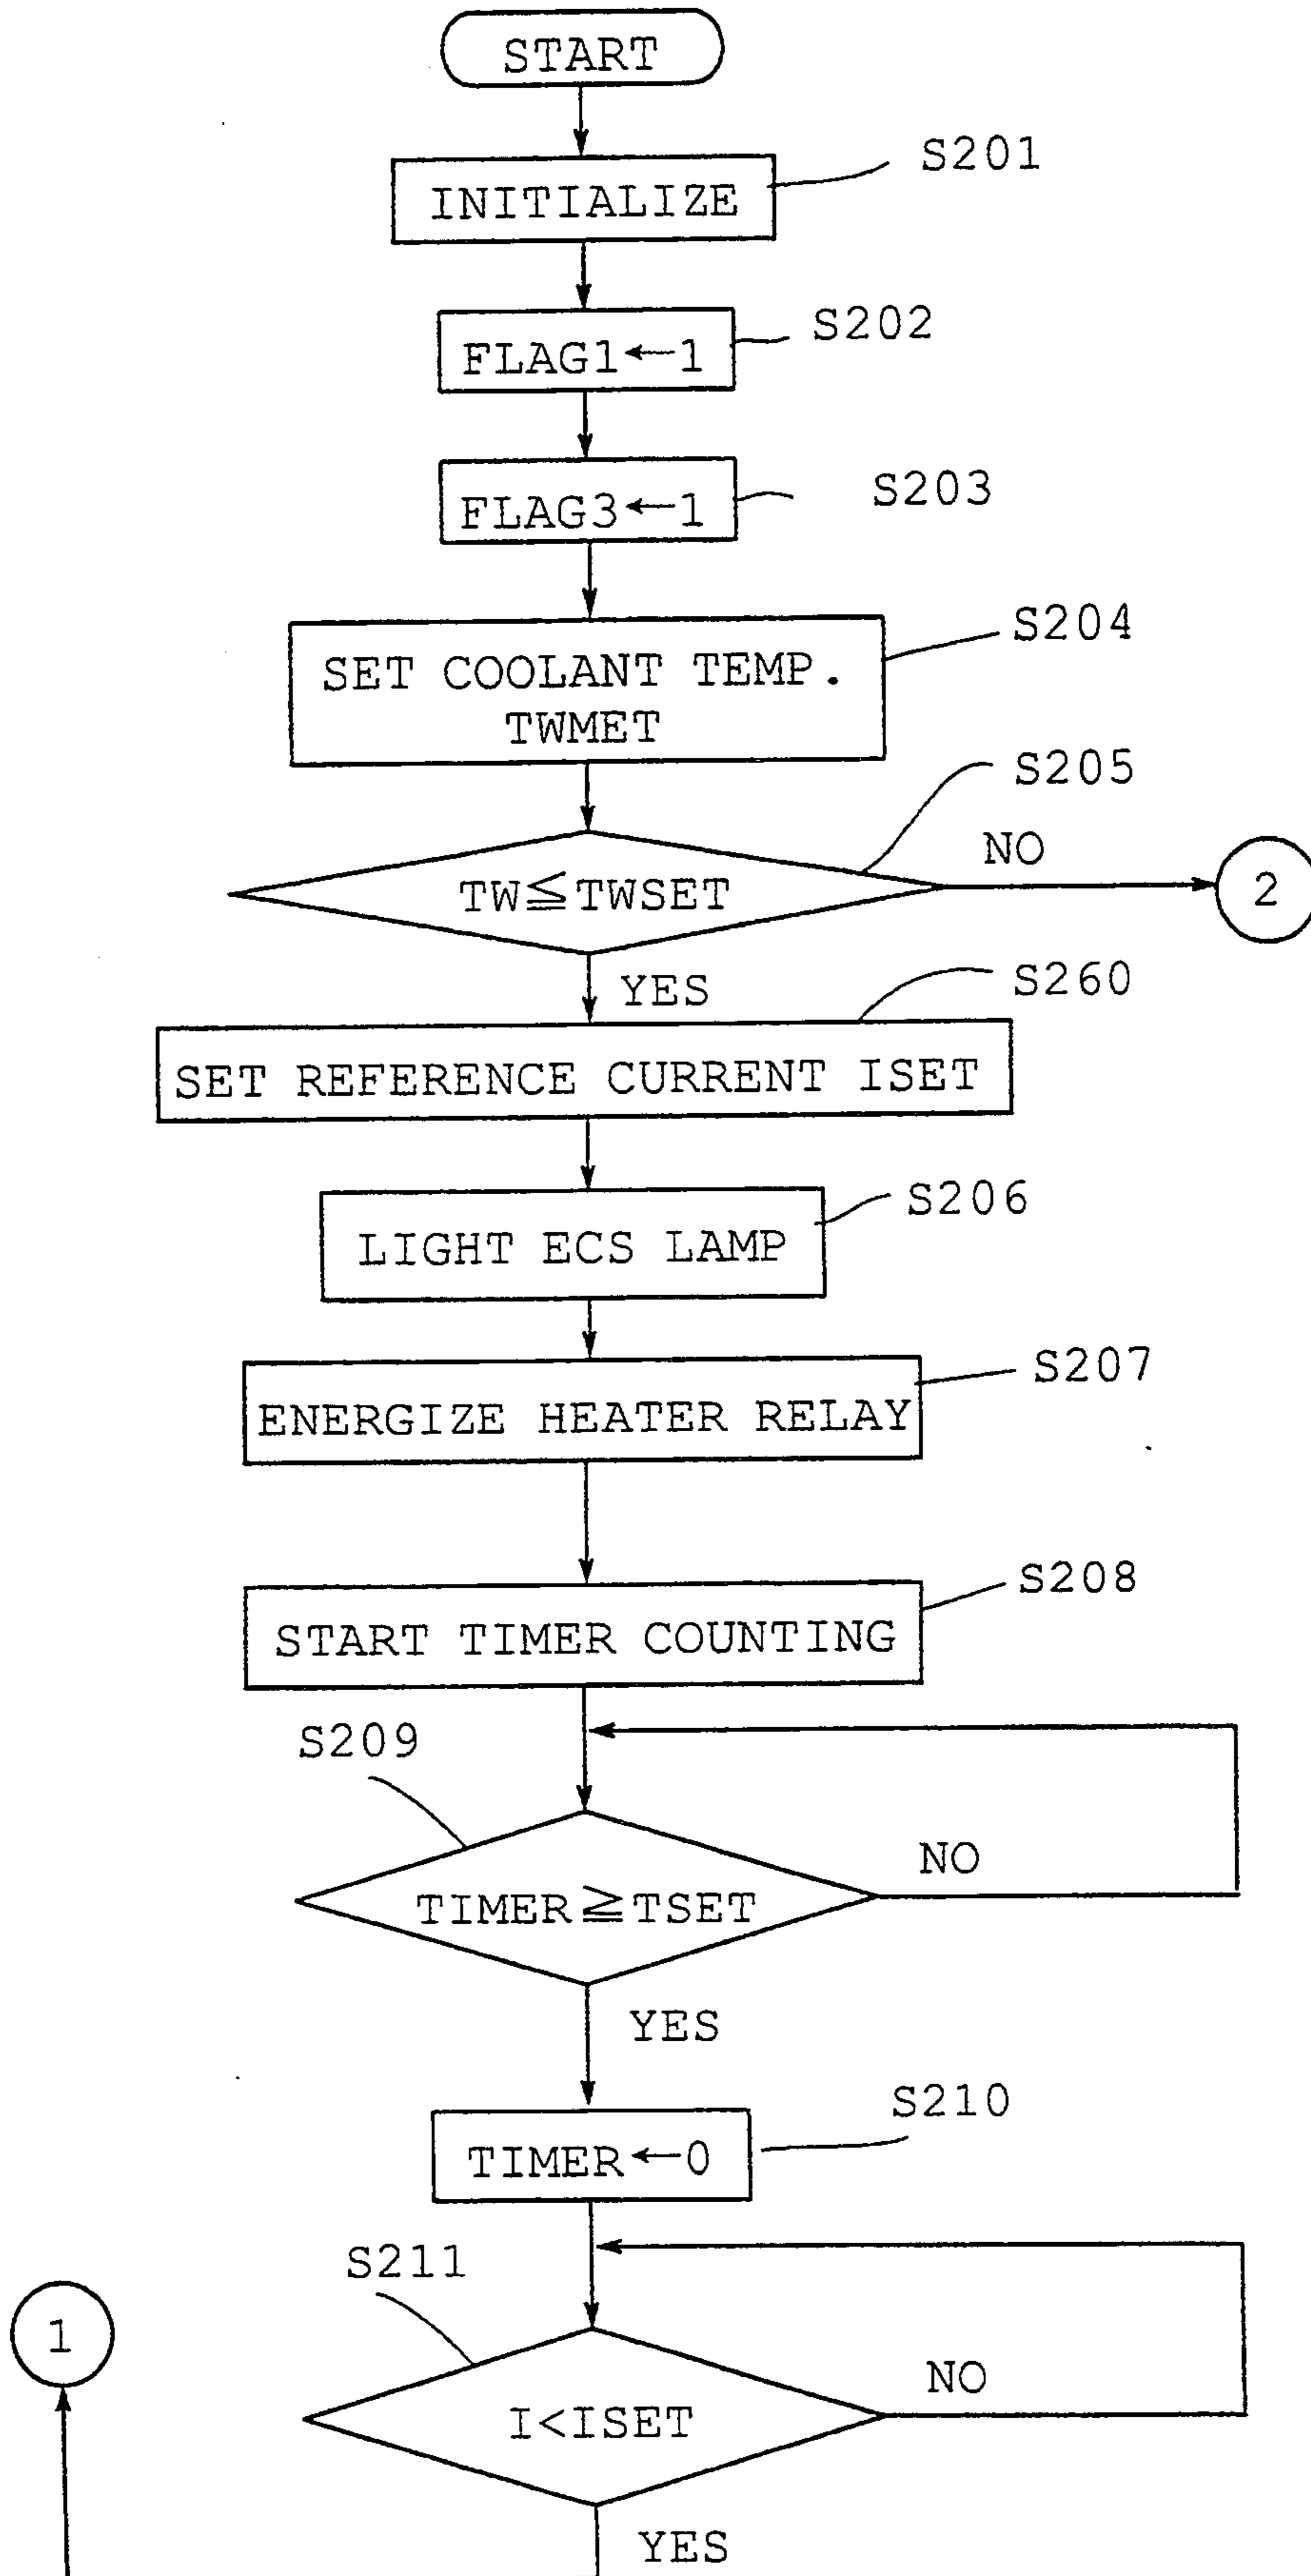 START
S201
INITIALIZE
S202
FLAG1←1
S203
FLAG3←1
S204
SET COOLANT TEMP.
TWMET
S205
NO
TW≦TWSET
2
YES
S260
SET REFERENCE CURRENT ISET
S206
LIGHT ECS LAMP
S207
ENERGIZE HEATER RELAY
S208
START TIMER COUNTING
S209
NO
TIMER≧TSET
YES
S210
TIMER←0
S211
1
NO
I<ISET
YES